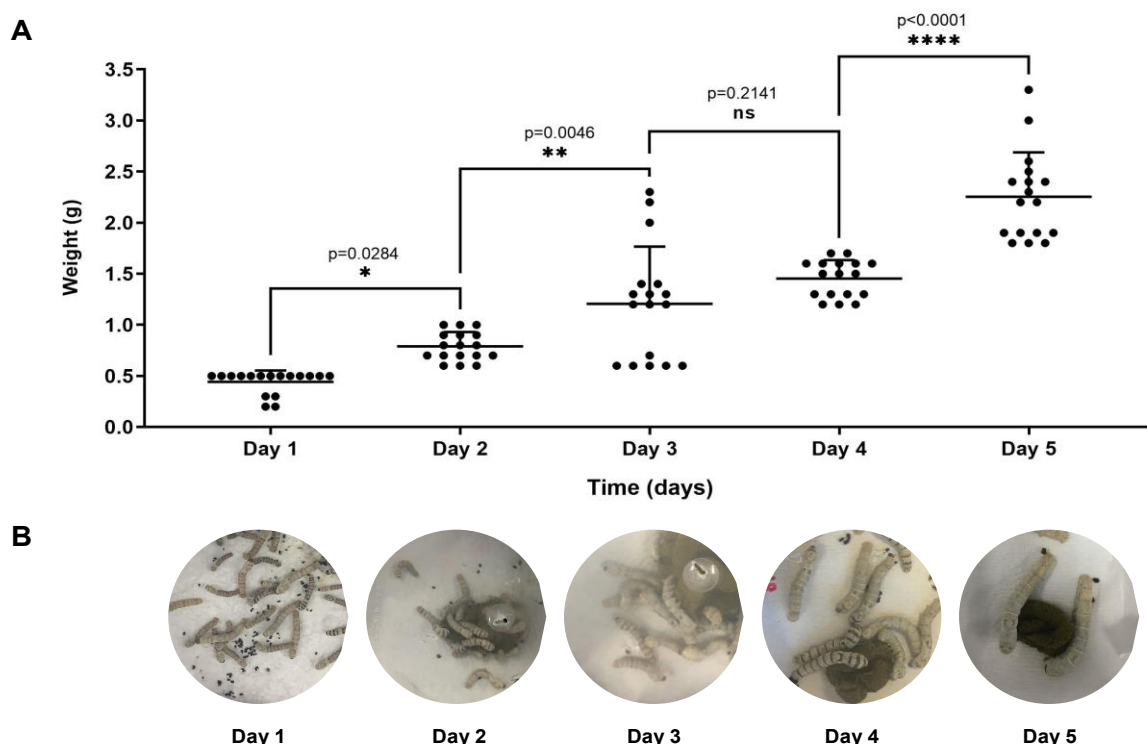 A
p<0.0001
****
p=0.2141
ns
p=0.0046
**
p=0.0284
*
Weight (g)
3.5
3.0
2.5
2.0
1.5
1.0
0.5
0.0
Day 1 Day 2 Day 3 Day 4 Day 5
Time (days)
B
Day 1 Day 2 Day 3 Day 4 Day 5